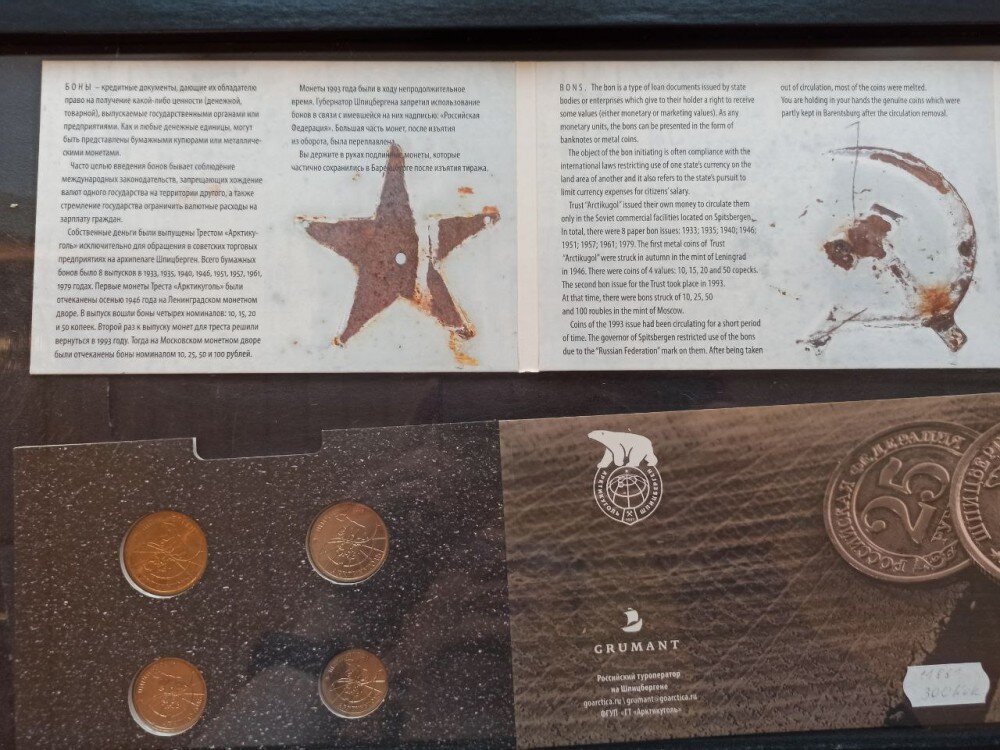 БОНЫ – кредитные документы, дающие их обладателю
право на получение какой-либо ценности (денежной,
товарной), выпускаемые государственными органами или
предприятиями. Как и любые денежные единицы, могут
быть представлены бумажными купюрами или металличе-
скими монетами.
Часто целью введения бонов бывает соблюдение
международных законодательств, запрещающих хождение
валют одного государства на территории другого, а также
стремление государства ограничить валютные расходы на
зарплату граждан.
Собственные деньги были выпущены Трестом «Арктику-
голь» исключительно для обращения в советских торговых
предприятиях на архипелаге Шпицберген. Всего бумажных
бонов было 8 выпусков в 1933, 1935, 1940, 1946, 1951, 1957, 1961,
1979 годах. Первые монеты Треста «Арктикуголь» были
отчеканены осенью 1946 года на Ленинградском монетном
дворе. В выпуск вошли боны четырех номиналов: 10, 15, 20
и 50 копеек. Второй раз к выпуску монет для треста решили
вернуться в 1993 году. Тогда на Московском монетном дворе
были отчеканены боны номиналом 10, 25, 50 и 100 рублей.
Монеты 1993 года были в ходу непродолжительное
время. Губернатор Шпицбергена запретил использование
бонов в связи с имевшейся на них надписью: «Российская
Федерация». Большая часть монет, после изъятия
из оборота, была переплавлена.
Вы держите в руках подлинные монеты, которые
частично сохранились в Баренцбурге после изъятия тиража.
BONS. The bon is a type of loan documents issued by state
bodies or enterprises which give to their holder a right to receive
some values (either monetary or marketing values). As any
monetary units, the bons can be presented in the form of
banknotes or metal coins.
The object of the bon initiating is often compliance with the
international laws restricting use of one state's currency on the
land area of another and it also refers to the state's pursuit to
limit currency expenses for citizens' salary.
Trust "Arctikugol" issued their own money to circulate them
only in the Soviet commercial facilities located on Spitsbergen.
In total, there were 8 paper bon issues: 1933; 1935; 1940; 1946;
1951; 1957; 1961; 1979. The first metal coins of Trust
"Arctikugol" were struck in autumn in the mint of Leningrad
in 1946. There were coins of 4 values: 10, 15, 20 and 50 copecks.
The second bon issue for the Trust took place in 1993.
At that time, there were bons struck of 10, 25, 50
and 100 roubles in the mint of Moscow.
Coins of the 1993 issue had been circulating for a short period
of time. The governor of Spitsbergen restricted use of the bons
due to the "Russian Federation" mark on them. After being taken
out of circulation, most of the coins were melted.
You are holding in your hands the genuine coins which were
partly kept in Barentsburg after the circulation removal.
АРКТИКУГОЛЬ ШПИЦБЕРГЕН
1931
РОССИЙСКАЯ ФЕДЕРАЦИЯ
25
ШПИЦБЕР
GRUMANT
Российский туроператор
на Шпицбергене
goarctica.ru | grumant@goarctica.ru
ФГУП «ГТ «Арктикуголь»
300